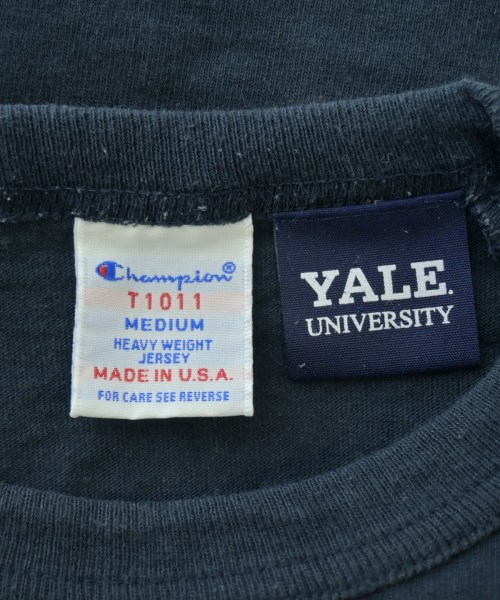 Champion®
T1011
MEDIUM
HEAVY WEIGHT
JERSEY
MADE IN U.S.A.
FOR CARE SEE REVERSE
YALE.
UNIVERSITY